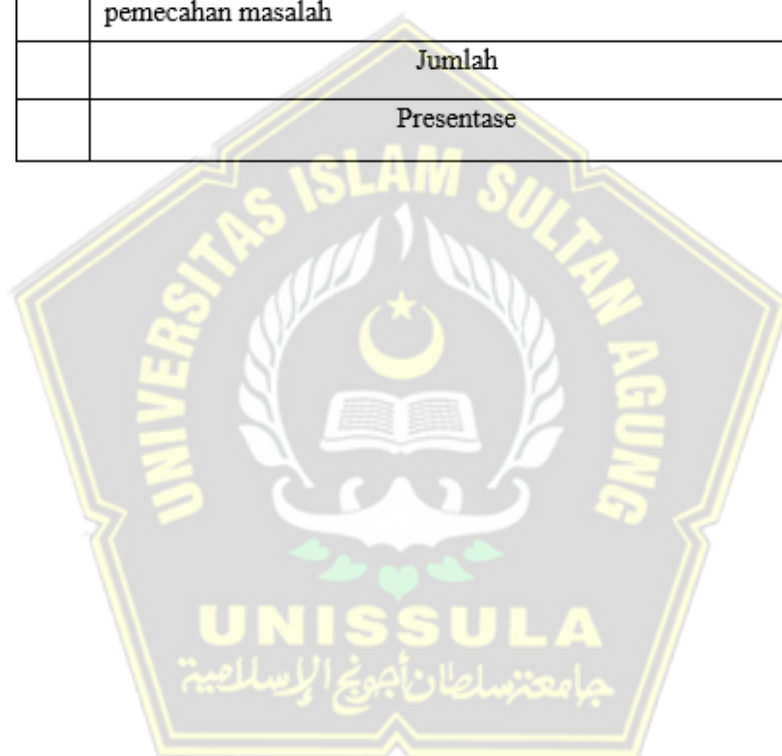 pemecahan masalah
Jumlah
Presentase
UNIVERSITAS ISLAM SULTAN AGUNG
UNISSULA
جامعة سلطان أجونج الإسلامية